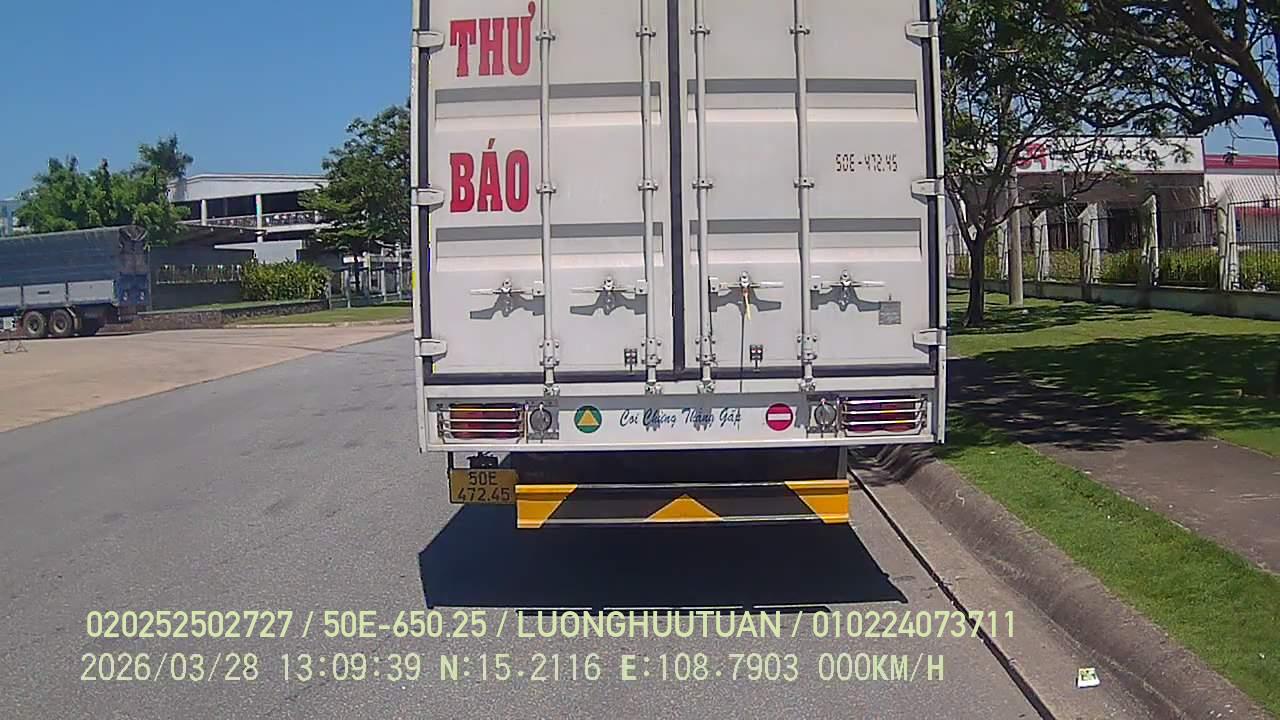 THƯ
BÁO
50E-472.45
Coi Chừng Thắng Gấp
50E
472.45
020252502727 / 50E-650.25 / LUONGHUUTUAN / 010224073711
2026/03/28 13:09:39 N:15.2116 E:108.7903 000KM/H